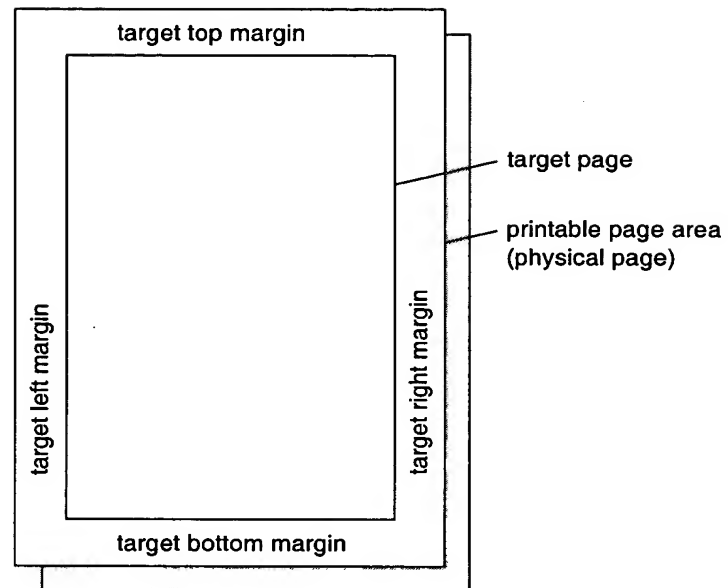 target top margin
target page
printable page area
(physical page)
target left margin
target right margin
target bottom margin